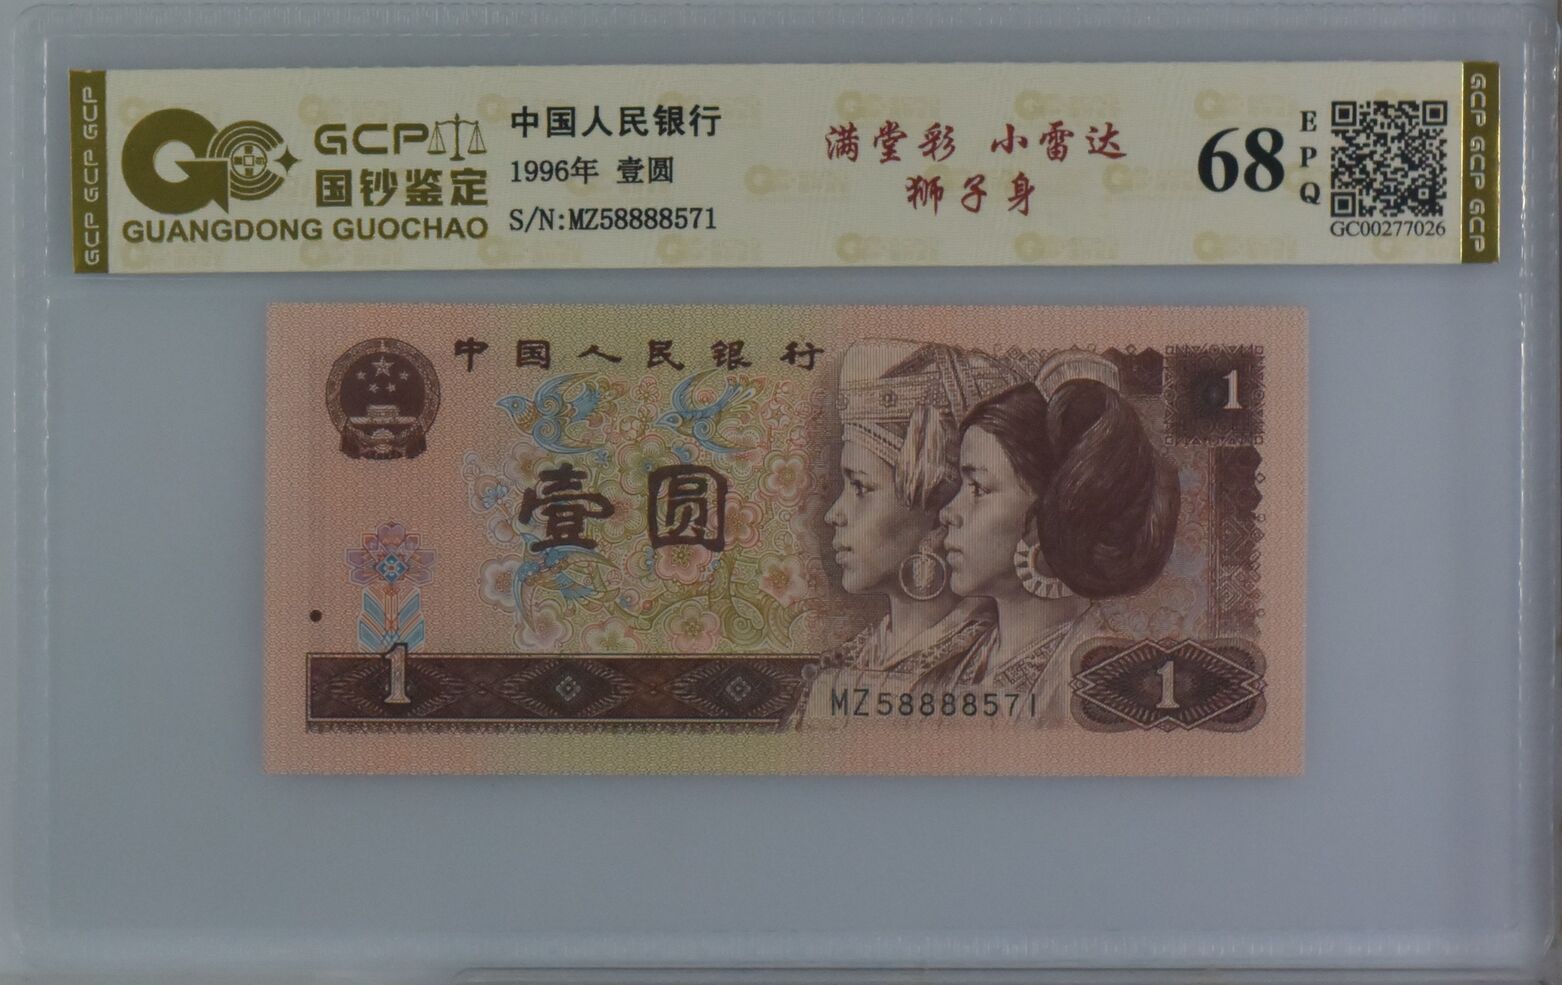 GCP
国钞鉴定
GUANGDONG GUOCHAO
中国人民银行
1996年 壹圆
S/N:MZ58888571
满堂彩 小雷达
狮子身
68
EPQ
GC00277026
GCP GCP GCP
GCP GCP GCP
中国人民银行
1
壹圆
1
MZ58888571
1